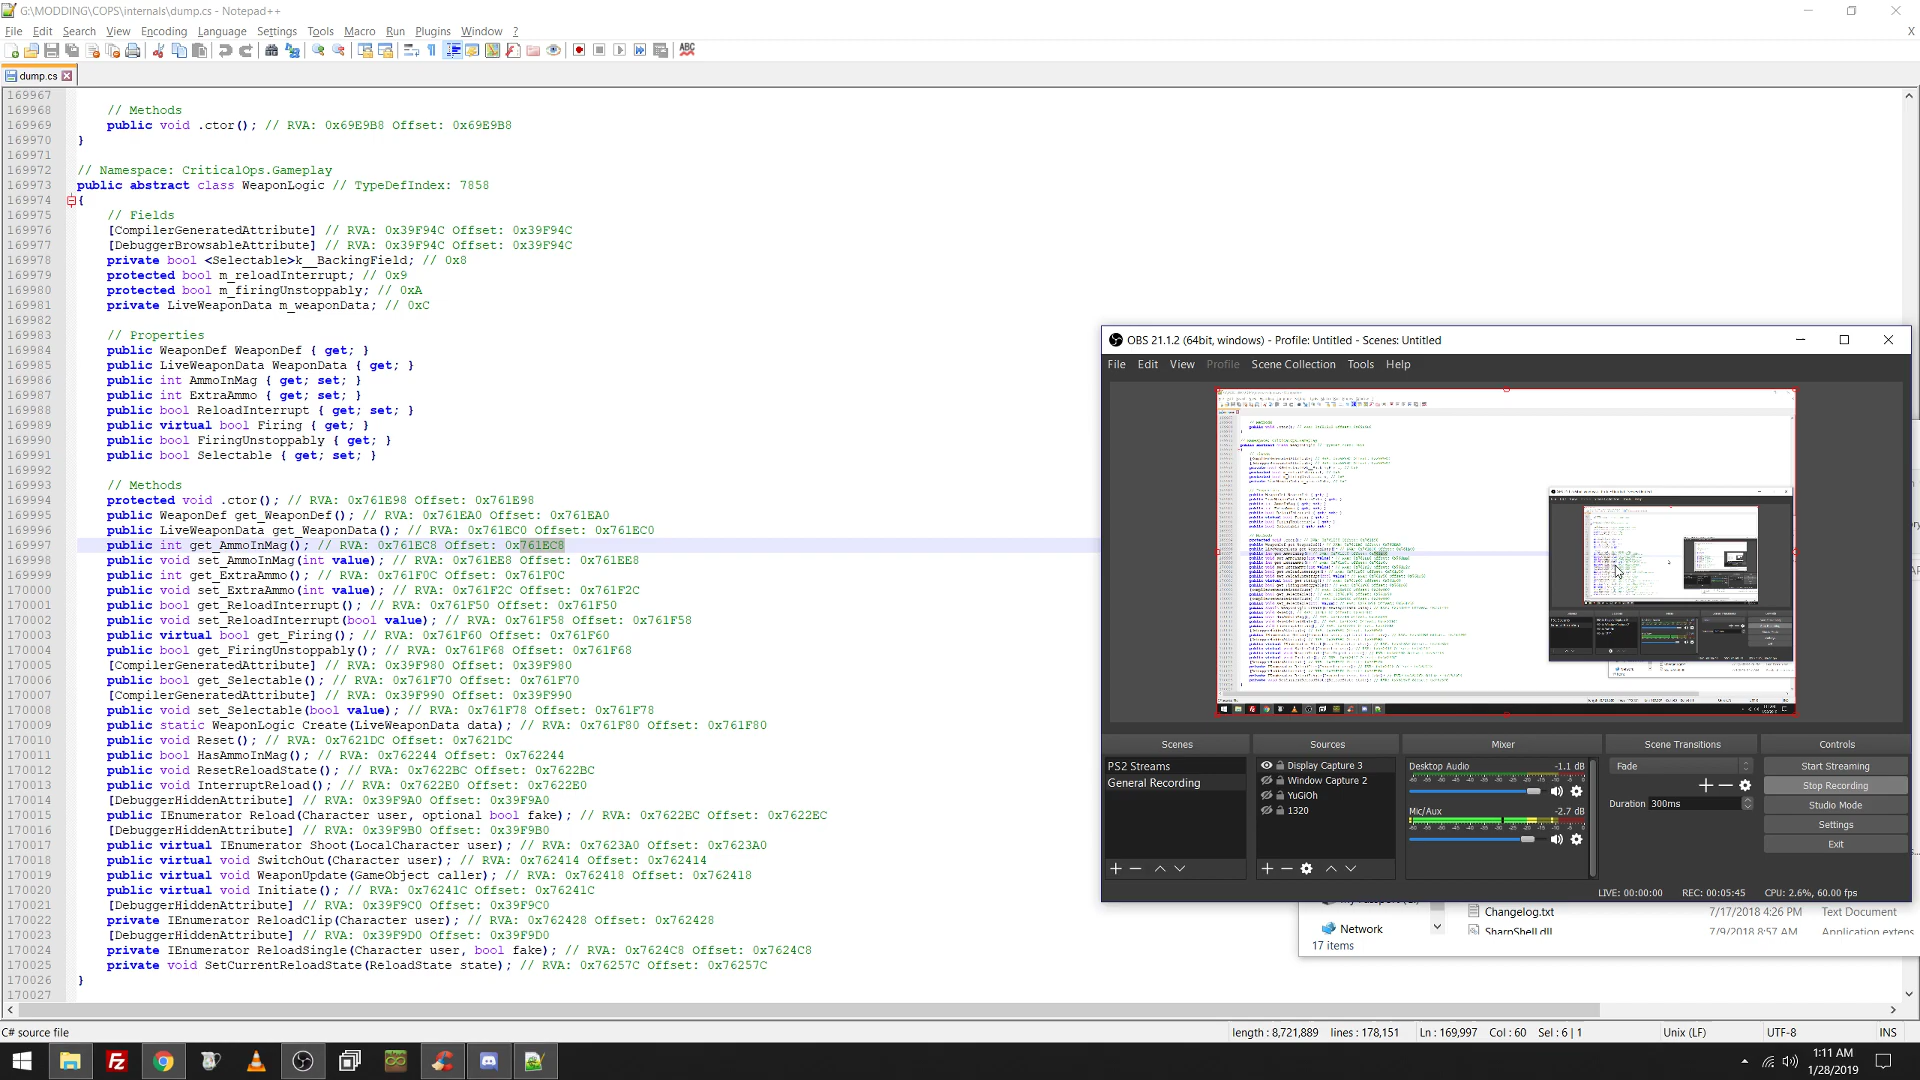 G:\MODDING\COPS\internals\dump.cs - Notepad++
File Edit Search View Encoding Language Settings Tools Macro Run Plugins Window ?
X
dump.cs
169967
169968 // Methods
169969 public void .ctor(); // RVA: 0x69E9B8 Offset: 0x69E9B8
169970 }
169971
169972 // Namespace: CriticalOps.Gameplay
169973 public abstract class WeaponLogic // TypeDefIndex: 7858
169974 {
169975 // Fields
169976 [CompilerGeneratedAttribute] // RVA: 0x39F94C Offset: 0x39F94C
169977 [DebuggerBrowsableAttribute] // RVA: 0x39F94C Offset: 0x39F94C
169978 private bool <Selectable>k__BackingField; // 0x8
169979 protected bool m_reloadInterrupt; // 0x9
169980 protected bool m_firingUnstoppably; // 0xA
169981 private LiveWeaponData m_weaponData; // 0xC
169982
169983 // Properties
169984 public WeaponDef WeaponDef { get; }
169985 public LiveWeaponData WeaponData { get; }
169986 public int AmmoInMag { get; set; }
169987 public int ExtraAmmo { get; set; }
169988 public bool ReloadInterrupt { get; set; }
169989 public virtual bool Firing { get; }
169990 public bool FiringUnstoppably { get; }
169991 public bool Selectable { get; set; }
169992
169993 // Methods
169994 protected void .ctor(); // RVA: 0x761E98 Offset: 0x761E98
169995 public WeaponDef get_WeaponDef(); // RVA: 0x761EA0 Offset: 0x761EA0
169996 public LiveWeaponData get_WeaponData(); // RVA: 0x761EC0 Offset: 0x761EC0
169997 public int get_AmmoInMag(); // RVA: 0x761EC8 Offset: 0x761EC8
169998 public void set_AmmoInMag(int value); // RVA: 0x761EE8 Offset: 0x761EE8
169999 public int get_ExtraAmmo(); // RVA: 0x761F0C Offset: 0x761F0C
170000 public void set_ExtraAmmo(int value); // RVA: 0x761F2C Offset: 0x761F2C
170001 public bool get_ReloadInterrupt(); // RVA: 0x761F50 Offset: 0x761F50
170002 public void set_ReloadInterrupt(bool value); // RVA: 0x761F58 Offset: 0x761F58
170003 public virtual bool get_Firing(); // RVA: 0x761F60 Offset: 0x761F60
170004 public bool get_FiringUnstoppably(); // RVA: 0x761F68 Offset: 0x761F68
170005 [CompilerGeneratedAttribute] // RVA: 0x39F980 Offset: 0x39F980
170006 public bool get_Selectable(); // RVA: 0x761F70 Offset: 0x761F70
170007 [CompilerGeneratedAttribute] // RVA: 0x39F990 Offset: 0x39F990
170008 public void set_Selectable(bool value); // RVA: 0x761F78 Offset: 0x761F78
170009 public static WeaponLogic Create(LiveWeaponData data); // RVA: 0x761F80 Offset: 0x761F80
170010 public void Reset(); // RVA: 0x7621DC Offset: 0x7621DC
170011 public bool HasAmmoInMag(); // RVA: 0x762244 Offset: 0x762244
170012 public void ResetReloadState(); // RVA: 0x7622BC Offset: 0x7622BC
170013 public void InterruptReload(); // RVA: 0x7622E0 Offset: 0x7622E0
170014 [DebuggerHiddenAttribute] // RVA: 0x39F9A0 Offset: 0x39F9A0
170015 public IEnumerator Reload(Character user, optional bool fake); // RVA: 0x7622EC Offset: 0x7622EC
170016 [DebuggerHiddenAttribute] // RVA: 0x39F9B0 Offset: 0x39F9B0
170017 public virtual IEnumerator Shoot(LocalCharacter user); // RVA: 0x7623A0 Offset: 0x7623A0
170018 public virtual void SwitchOut(Character user); // RVA: 0x762414 Offset: 0x762414
170019 public virtual void WeaponUpdate(GameObject caller); // RVA: 0x762418 Offset: 0x762418
170020 public virtual void Initiate(); // RVA: 0x76241C Offset: 0x76241C
170021 [DebuggerHiddenAttribute] // RVA: 0x39F9C0 Offset: 0x39F9C0
170022 private IEnumerator ReloadClip(Character user); // RVA: 0x762428 Offset: 0x762428
170023 [DebuggerHiddenAttribute] // RVA: 0x39F9D0 Offset: 0x39F9D0
170024 private IEnumerator ReloadSingle(Character user, bool fake); // RVA: 0x7624C8 Offset: 0x7624C8
170025 private void SetCurrentReloadState(ReloadState state); // RVA: 0x76257C Offset: 0x76257C
170026 }
170027
OBS 21.1.2 (64bit, windows) - Profile: Untitled - Scenes: Untitled
File Edit View Profile Scene Collection Tools Help
Scenes Sources Mixer Scene Transitions Controls
PS2 Streams
General Recording
Display Capture 3
Window Capture 2
YuGiOh
1320
Desktop Audio -1.1 dB
Mic/Aux -2.7 dB
Fade
Duration 300ms
Start Streaming
Stop Recording
Studio Mode
Settings
Exit
LIVE: 00:00:00 REC: 00:05:45 CPU: 2.6%, 60.00 fps
Network
17 items
Changelog.txt 7/17/2018 4:26 PM Text Document
SharpShell.dll 7/9/2018 8:57 AM Application extens
C# source file length : 8,721,889 lines : 178,151 Ln : 169,997 Col : 60 Sel : 6 | 1 Unix (LF) UTF-8 INS
1:11 AM
1/28/2019